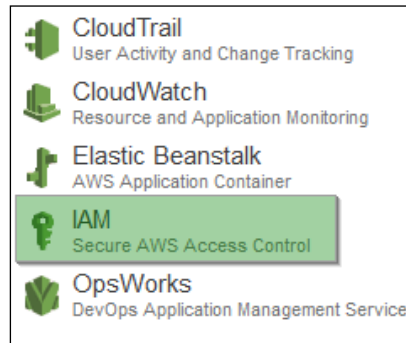 CloudTrail
User Activity and Change Tracking
CloudWatch
Resource and Application Monitoring
Elastic Beanstalk
AWS Application Container
IAM
Secure AWS Access Control
OpsWorks
DevOps Application Management Service